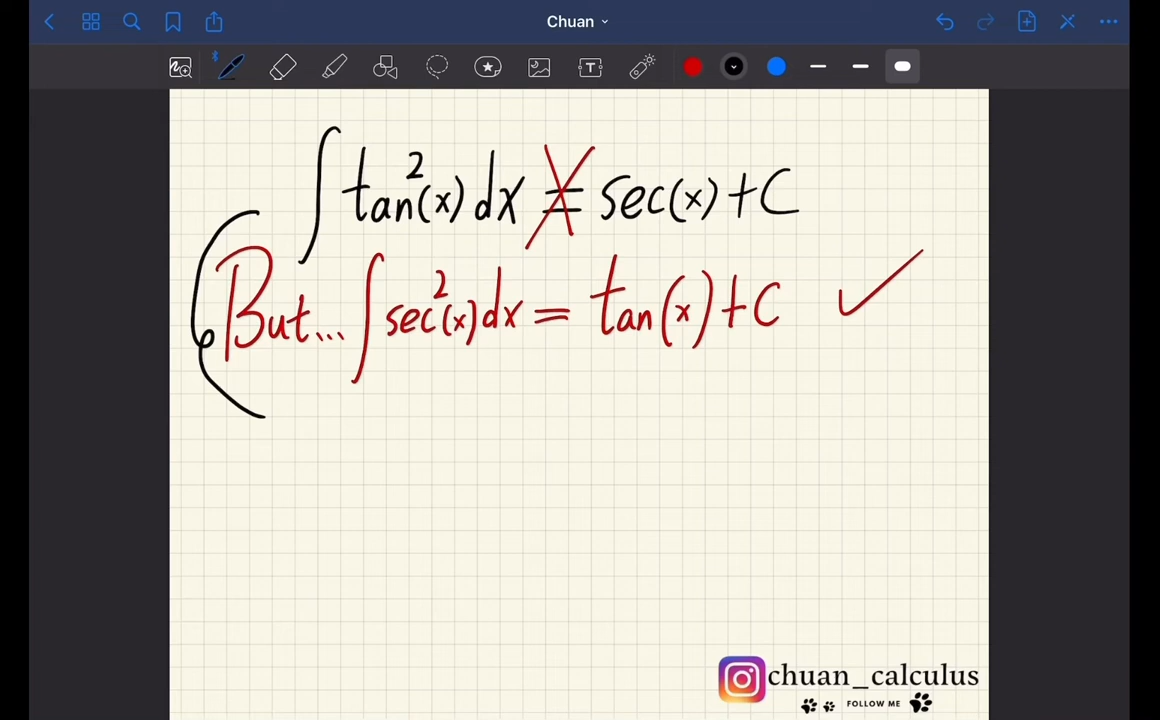 Chuan
∫ tan²(x) dx ≠ sec(x) + C
But... ∫ sec²(x) dx = tan(x) + C ✓
chuan_calculus
FOLLOW ME